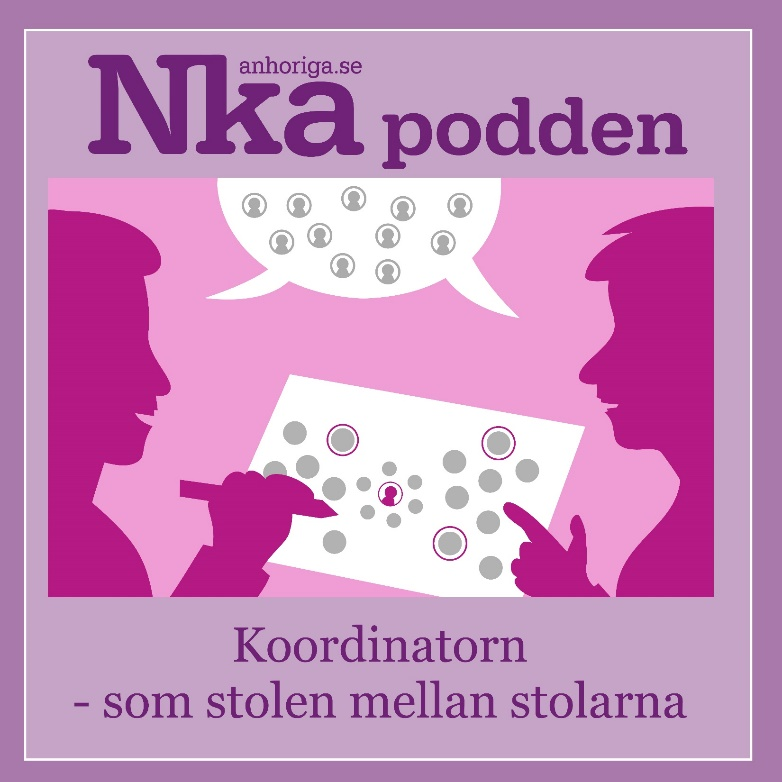 anhoriga.se
Nka podden
Koordinatorn
- som stolen mellan stolarna